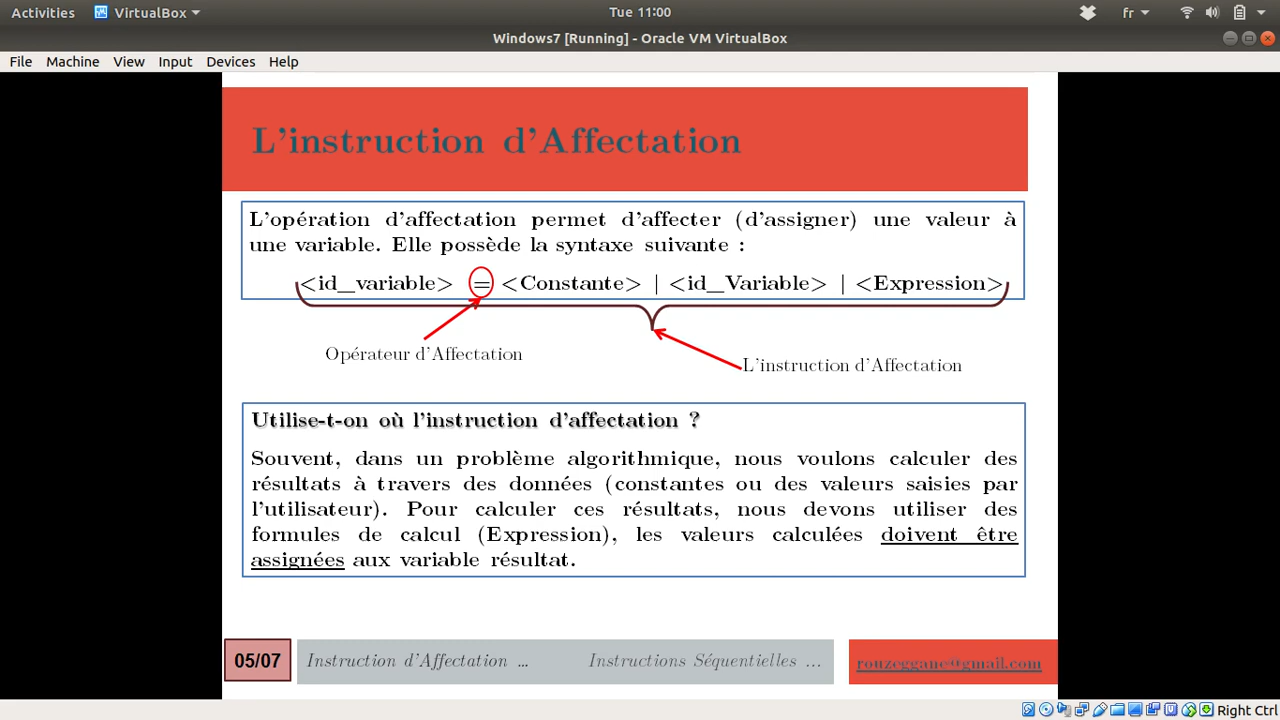 Activities VirtualBox Tue 11:00 fr
Windows7 [Running] - Oracle VM VirtualBox
File Machine View Input Devices Help
L'instruction d'Affectation
L'opération d'affectation permet d'affecter (d'assigner) une valeur à
une variable. Elle possède la syntaxe suivante :
<id_variable> = <Constante> | <id_Variable> | <Expression>
Opérateur d'Affectation
L'instruction d'Affectation
Utilise-t-on où l'instruction d'affectation ?
Souvent, dans un problème algorithmique, nous voulons calculer des
résultats à travers des données (constantes ou des valeurs saisies par
l'utilisateur). Pour calculer ces résultats, nous devons utiliser des
formules de calcul (Expression), les valeurs calculées doivent être
assignées aux variable résultat.
05/07 Instruction d'Affectation ... Instructions Séquentielles ... rouzeggane@gmail.com
Right Ctrl